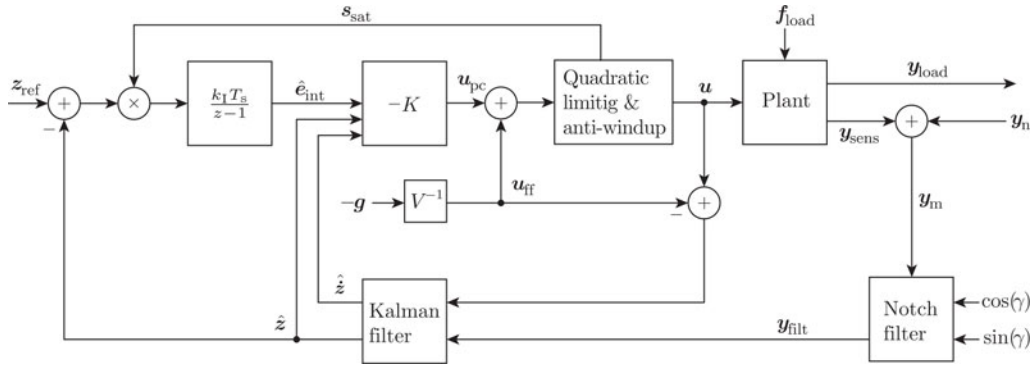 s_sat
f_load
z_ref
+
−
×
k_I T_s
z−1
ê_int
−K
u_pc
+
Quadratic
limitig &
anti-windup
u
Plant
y_load
y_sens
+
y_n
−g
V⁻¹
u_ff
−
+
y_m
ẑ̇
ẑ
Kalman
filter
y_filt
Notch
filter
cos(γ)
sin(γ)